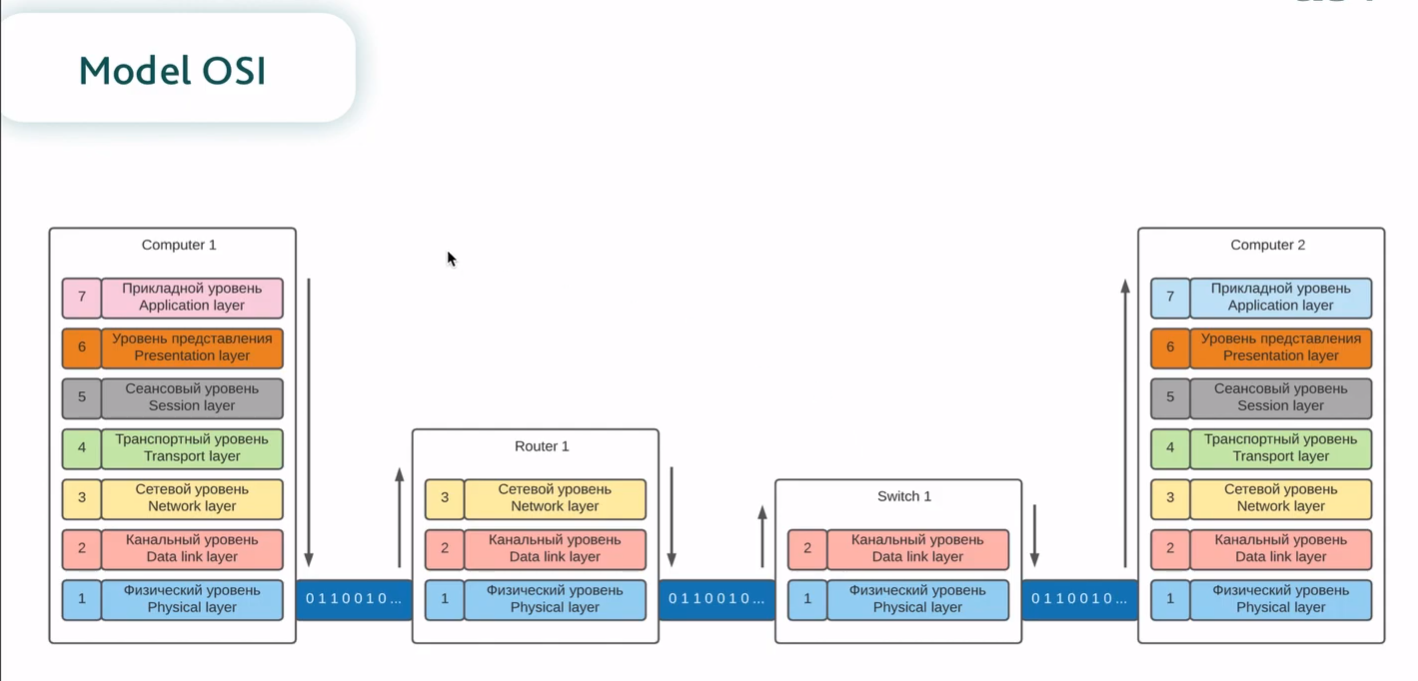 Model OSI
Computer 1
7
Прикладной уровень
Application layer
6
Уровень представления
Presentation layer
5
Сеансовый уровень
Session layer
4
Транспортный уровень
Transport layer
3
Сетевой уровень
Network layer
2
Канальный уровень
Data link layer
1
Физический уровень
Physical layer
0 1 1 0 0 1 0 ...
Router 1
3
Сетевой уровень
Network layer
2
Канальный уровень
Data link layer
1
Физический уровень
Physical layer
0 1 1 0 0 1 0 ...
Switch 1
2
Канальный уровень
Data link layer
1
Физический уровень
Physical layer
0 1 1 0 0 1 0 ...
Computer 2
7
Прикладной уровень
Application layer
6
Уровень представления
Presentation layer
5
Сеансовый уровень
Session layer
4
Транспортный уровень
Transport layer
3
Сетевой уровень
Network layer
2
Канальный уровень
Data link layer
1
Физический уровень
Physical layer